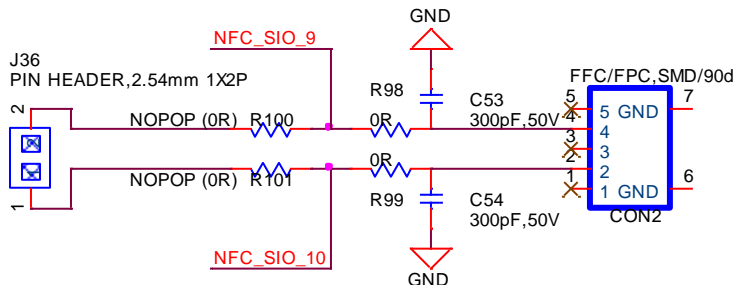 GND
NFC_SIO_9
J36
PIN HEADER,2.54mm 1X2P
FFC/FPC,SMD/90d
R98
C53
300pF,50V
2
NOPOP (0R)
R100
0R
5
5 GND
7
4
4
3
3
0R
2
2
NOPOP (0R)
R101
R99
C54
300pF,50V
1
1 GND
6
1
CON2
NFC_SIO_10
GND